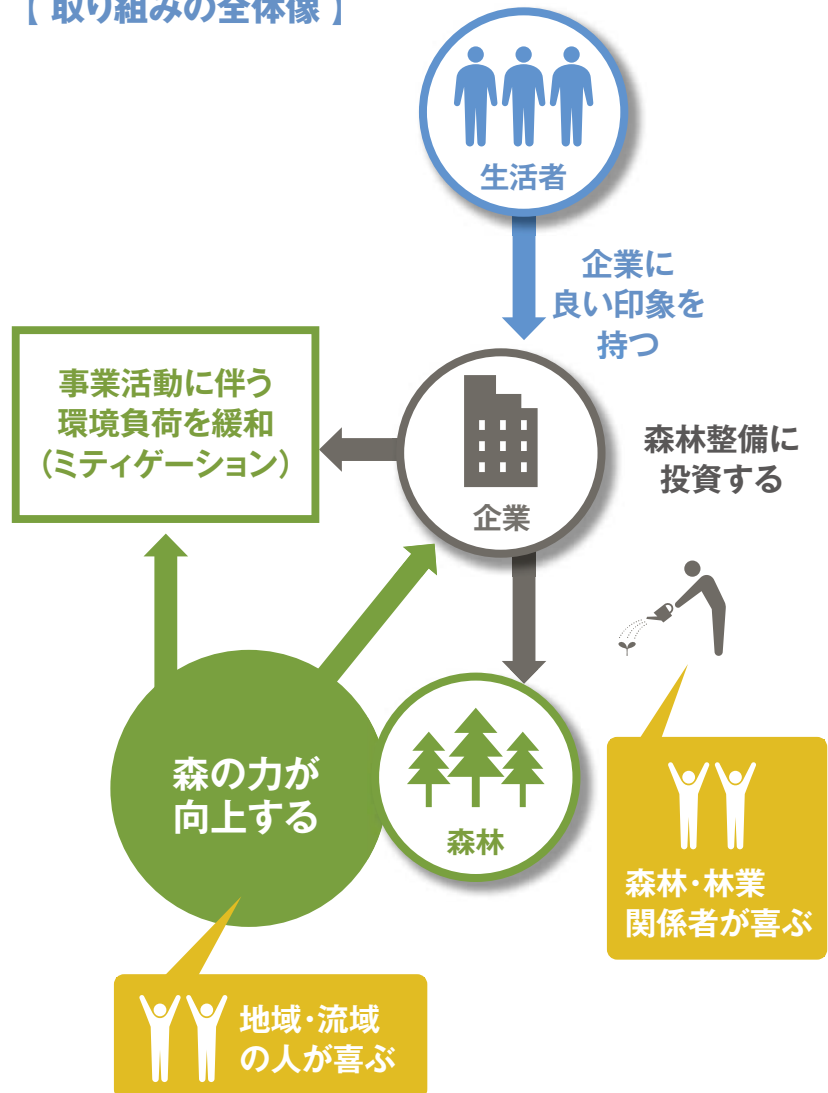 【 取り組みの全体像 】
生活者
企業に
良い印象を
持つ
事業活動に伴う
環境負荷を緩和
(ミティゲーション)
企業
森林整備に
投資する
森の力が
向上する
森林
森林・林業
関係者が喜ぶ
地域・流域
の人が喜ぶ